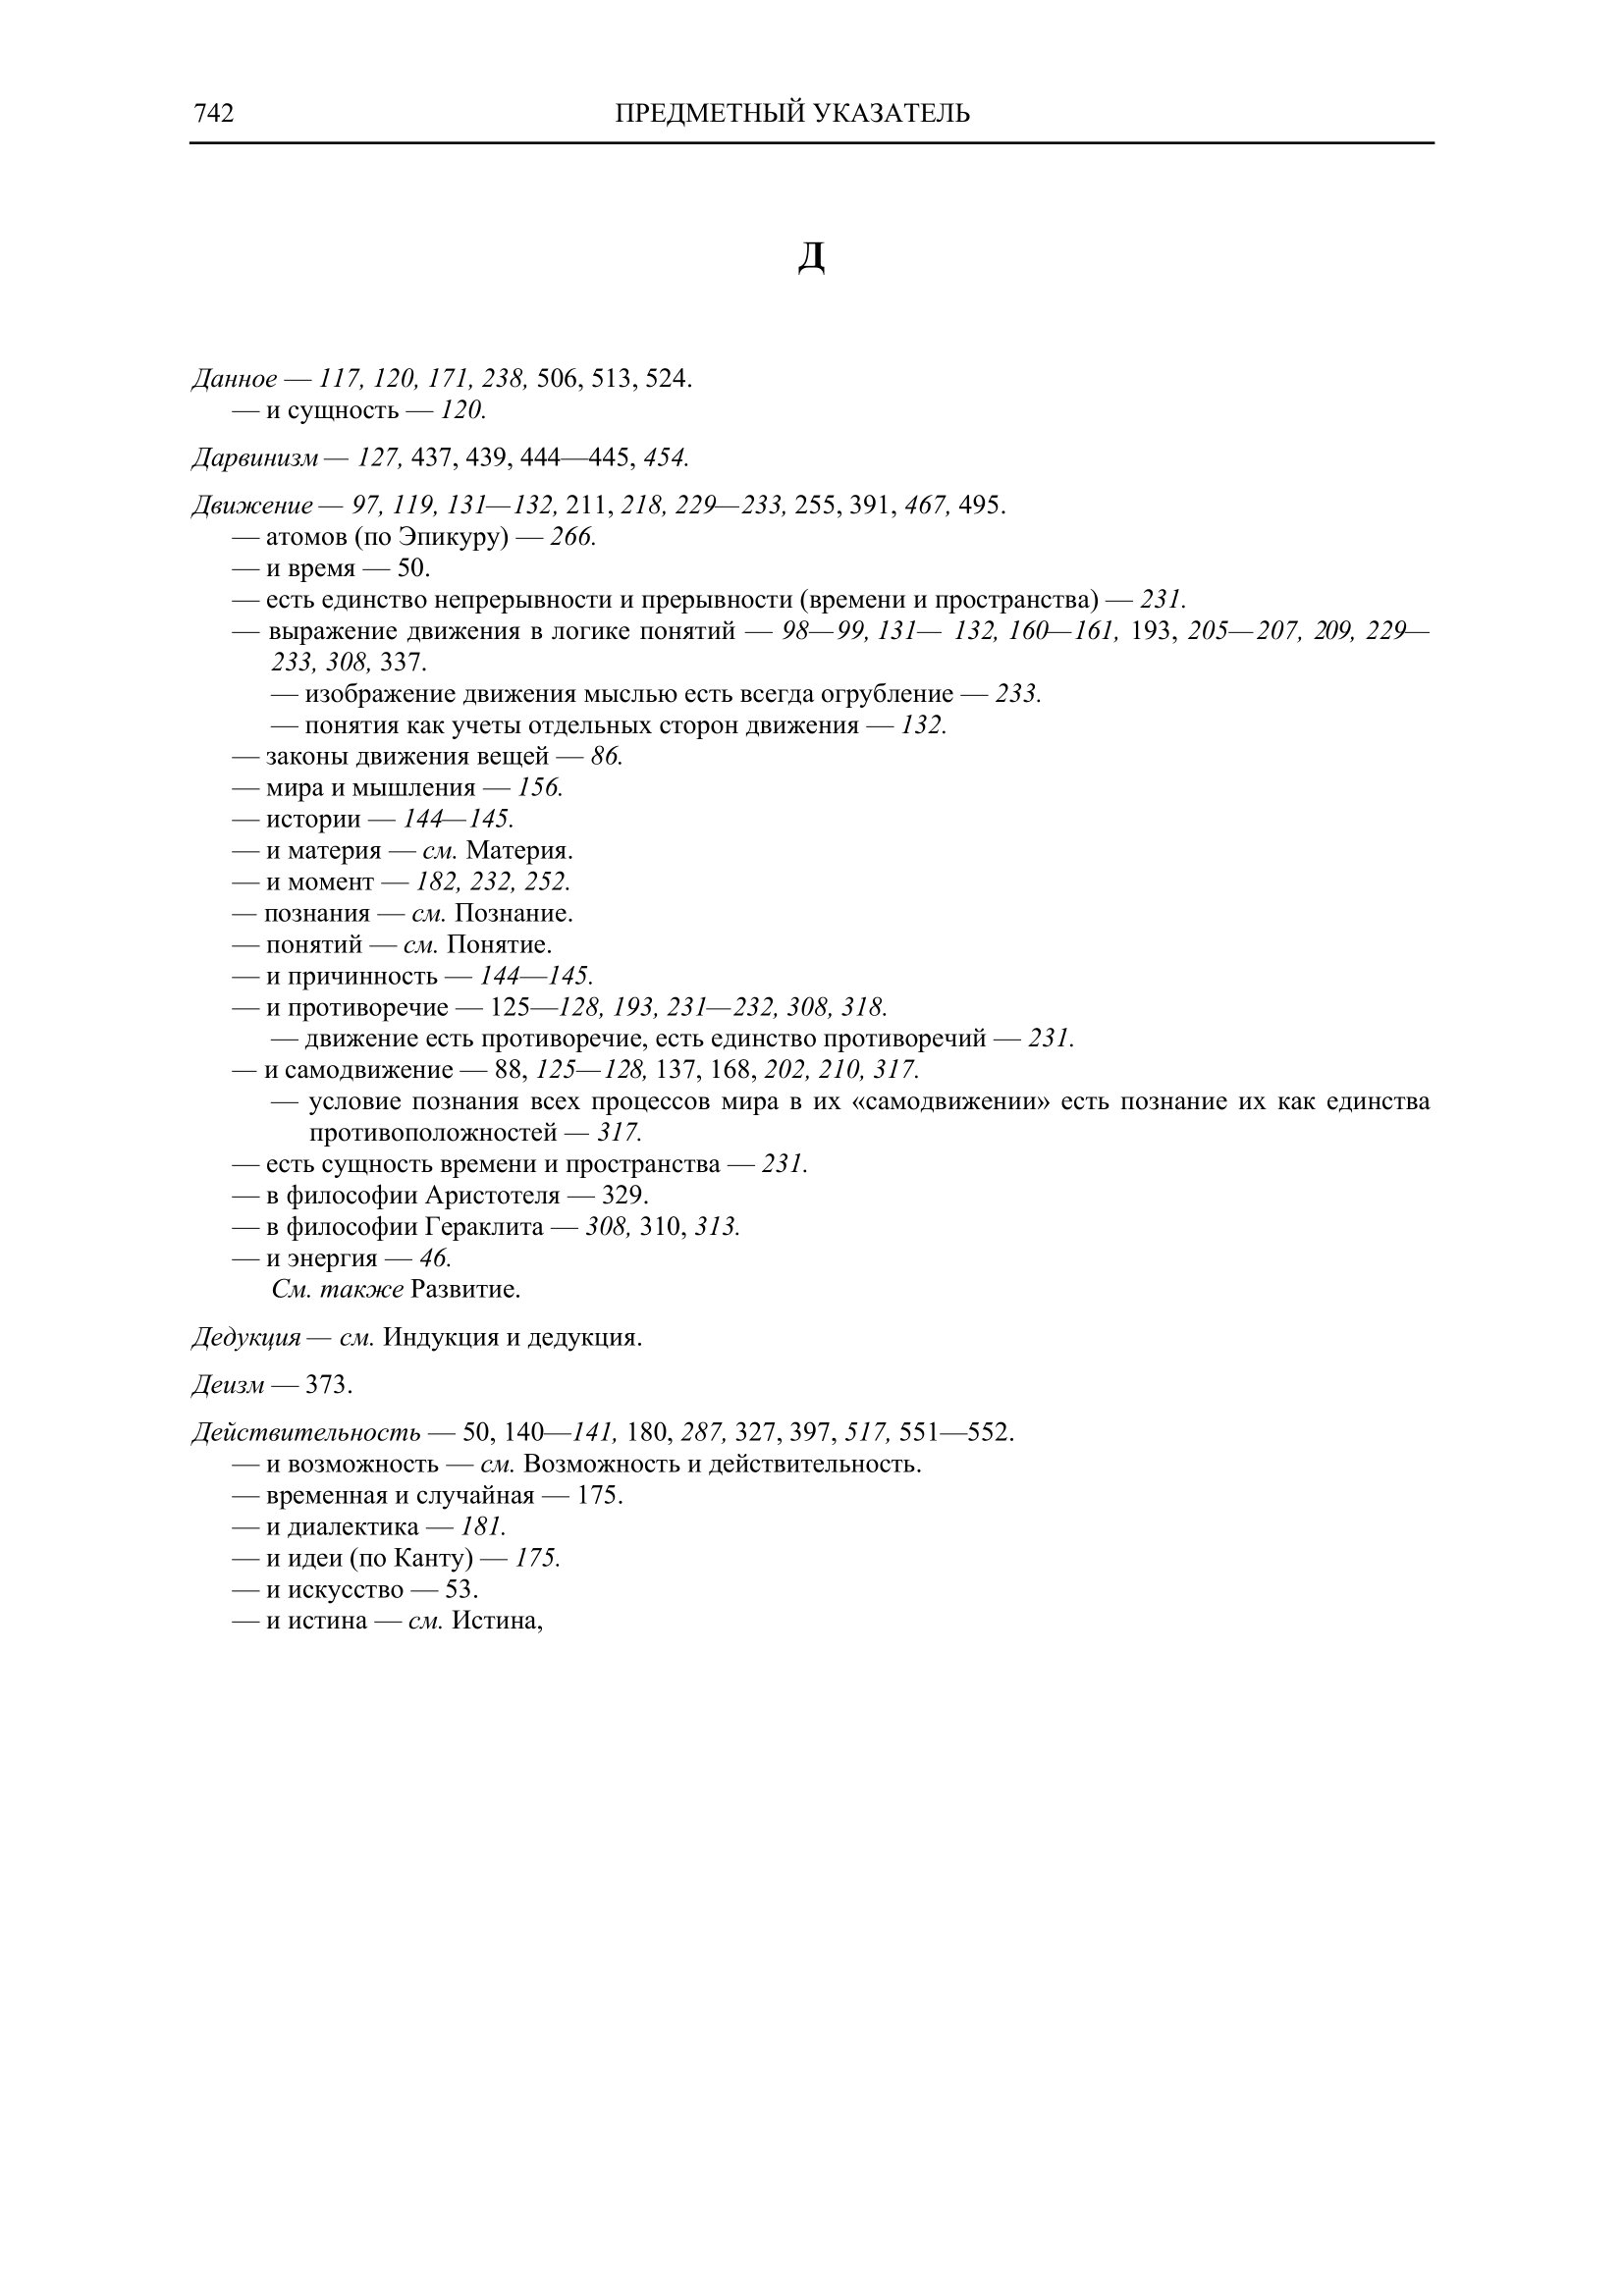 742
ПРЕДМЕТНЫЙ УКАЗАТЕЛЬ
Д
Данное — 117, 120, 171, 238, 506, 513, 524.
— и сущность — 120.
Дарвинизм — 127, 437, 439, 444—445, 454.
Движение — 97, 119, 131—132, 211, 218, 229—233, 255, 391, 467, 495.
— атомов (по Эпикуру) — 266.
— и время — 50.
— есть единство непрерывности и прерывности (времени и пространства) — 231.
— выражение движения в логике понятий — 98—99, 131— 132, 160—161, 193, 205—207, 209, 229—
233, 308, 337.
— изображение движения мыслью есть всегда огрубление — 233.
— понятия как учеты отдельных сторон движения — 132.
— законы движения вещей — 86.
— мира и мышления — 156.
— истории — 144—145.
— и материя — см. Материя.
— и момент — 182, 232, 252.
— познания — см. Познание.
— понятий — см. Понятие.
— и причинность — 144—145.
— и противоречие — 125—128, 193, 231—232, 308, 318.
— движение есть противоречие, есть единство противоречий — 231.
— и самодвижение — 88, 125—128, 137, 168, 202, 210, 317.
— условие познания всех процессов мира в их «самодвижении» есть познание их как единства
противоположностей — 317.
— есть сущность времени и пространства — 231.
— в философии Аристотеля — 329.
— в философии Гераклита — 308, 310, 313.
— и энергия — 46.
См. также Развитие.
Дедукция — см. Индукция и дедукция.
Деизм — 373.
Действительность — 50, 140—141, 180, 287, 327, 397, 517, 551—552.
— и возможность — см. Возможность и действительность.
— временная и случайная — 175.
— и диалектика — 181.
— и идеи (по Канту) — 175.
— и искусство — 53.
— и истина — см. Истина,